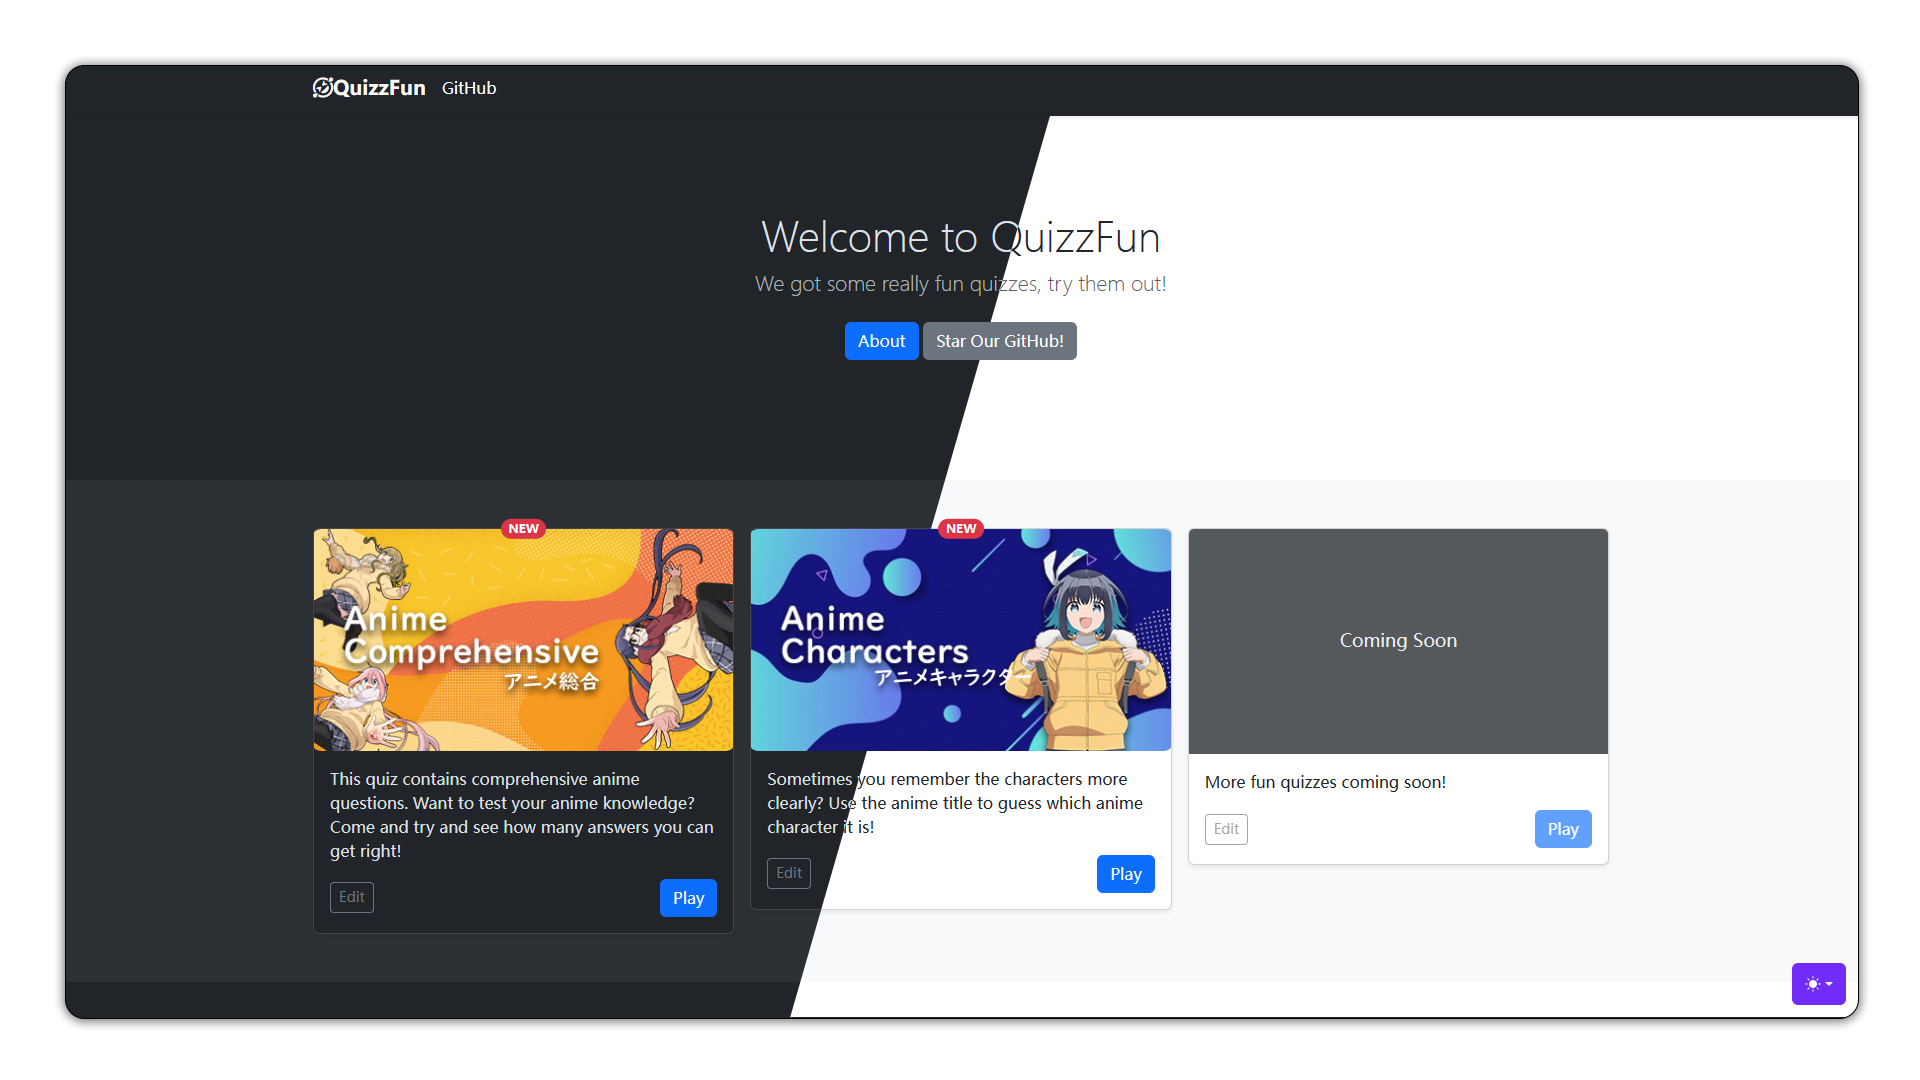 QuizzFun GitHub
Welcome to QuizzFun
We got some really fun quizzes, try them out!
About Star Our GitHub!
NEW
Anime
Comprehensive
アニメ総合
This quiz contains comprehensive anime
questions. Want to test your anime knowledge?
Come and try and see how many answers you can
get right!
Edit Play
NEW
Anime
Characters
アニメキャラクター
Sometimes you remember the characters more
clearly? Use the anime title to guess which anime
character it is!
Edit Play
Coming Soon
More fun quizzes coming soon!
Edit Play